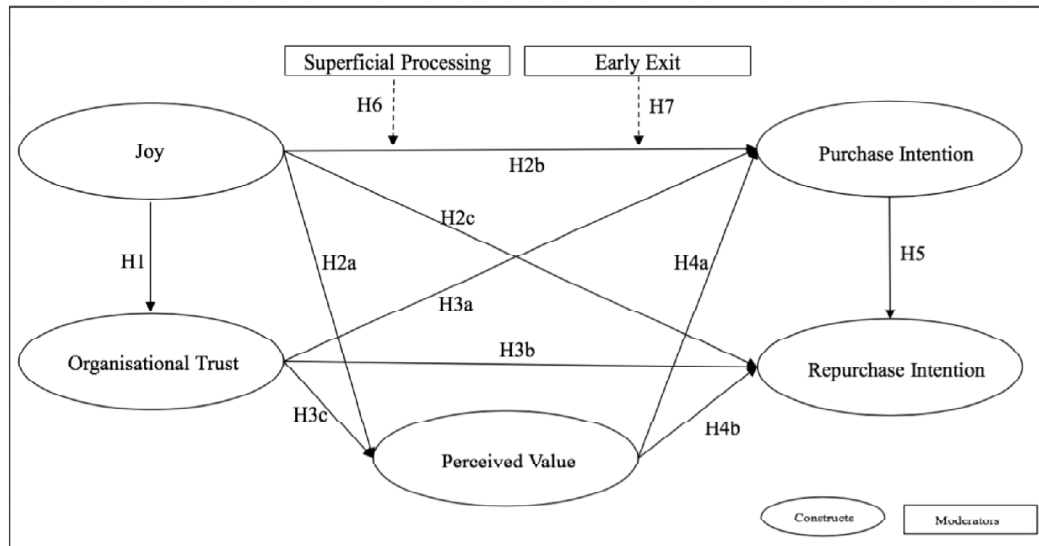 Superficial Processing
Early Exit
H6
H7
Joy
Purchase Intention
H2b
H2c
H1
H2a
H4a
H5
H3a
Organisational Trust
H3b
Repurchase Intention
H3c
H4b
Perceived Value
Constructs
Moderators